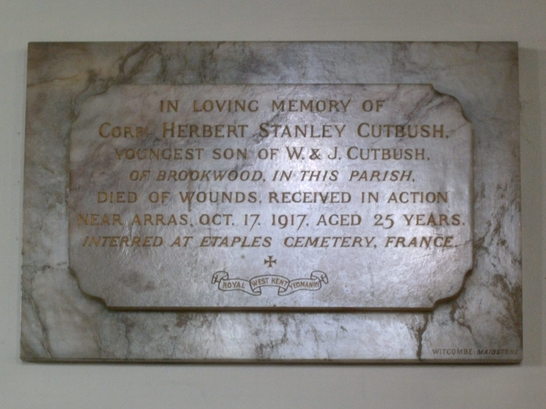 IN LOVING MEMORY OF
CORPL HERBERT STANLEY CUTBUSH,
YOUNGEST SON OF W. & J. CUTBUSH,
OF BROOKWOOD, IN THIS PARISH,
DIED OF WOUNDS, RECEIVED IN ACTION
NEAR ARRAS, OCT. 17. 1917, AGED 25 YEARS.
INTERRED AT ETAPLES CEMETERY, FRANCE.
ROYAL WEST KENT YEOMANRY
WITCOMBE. MAIDSTONE